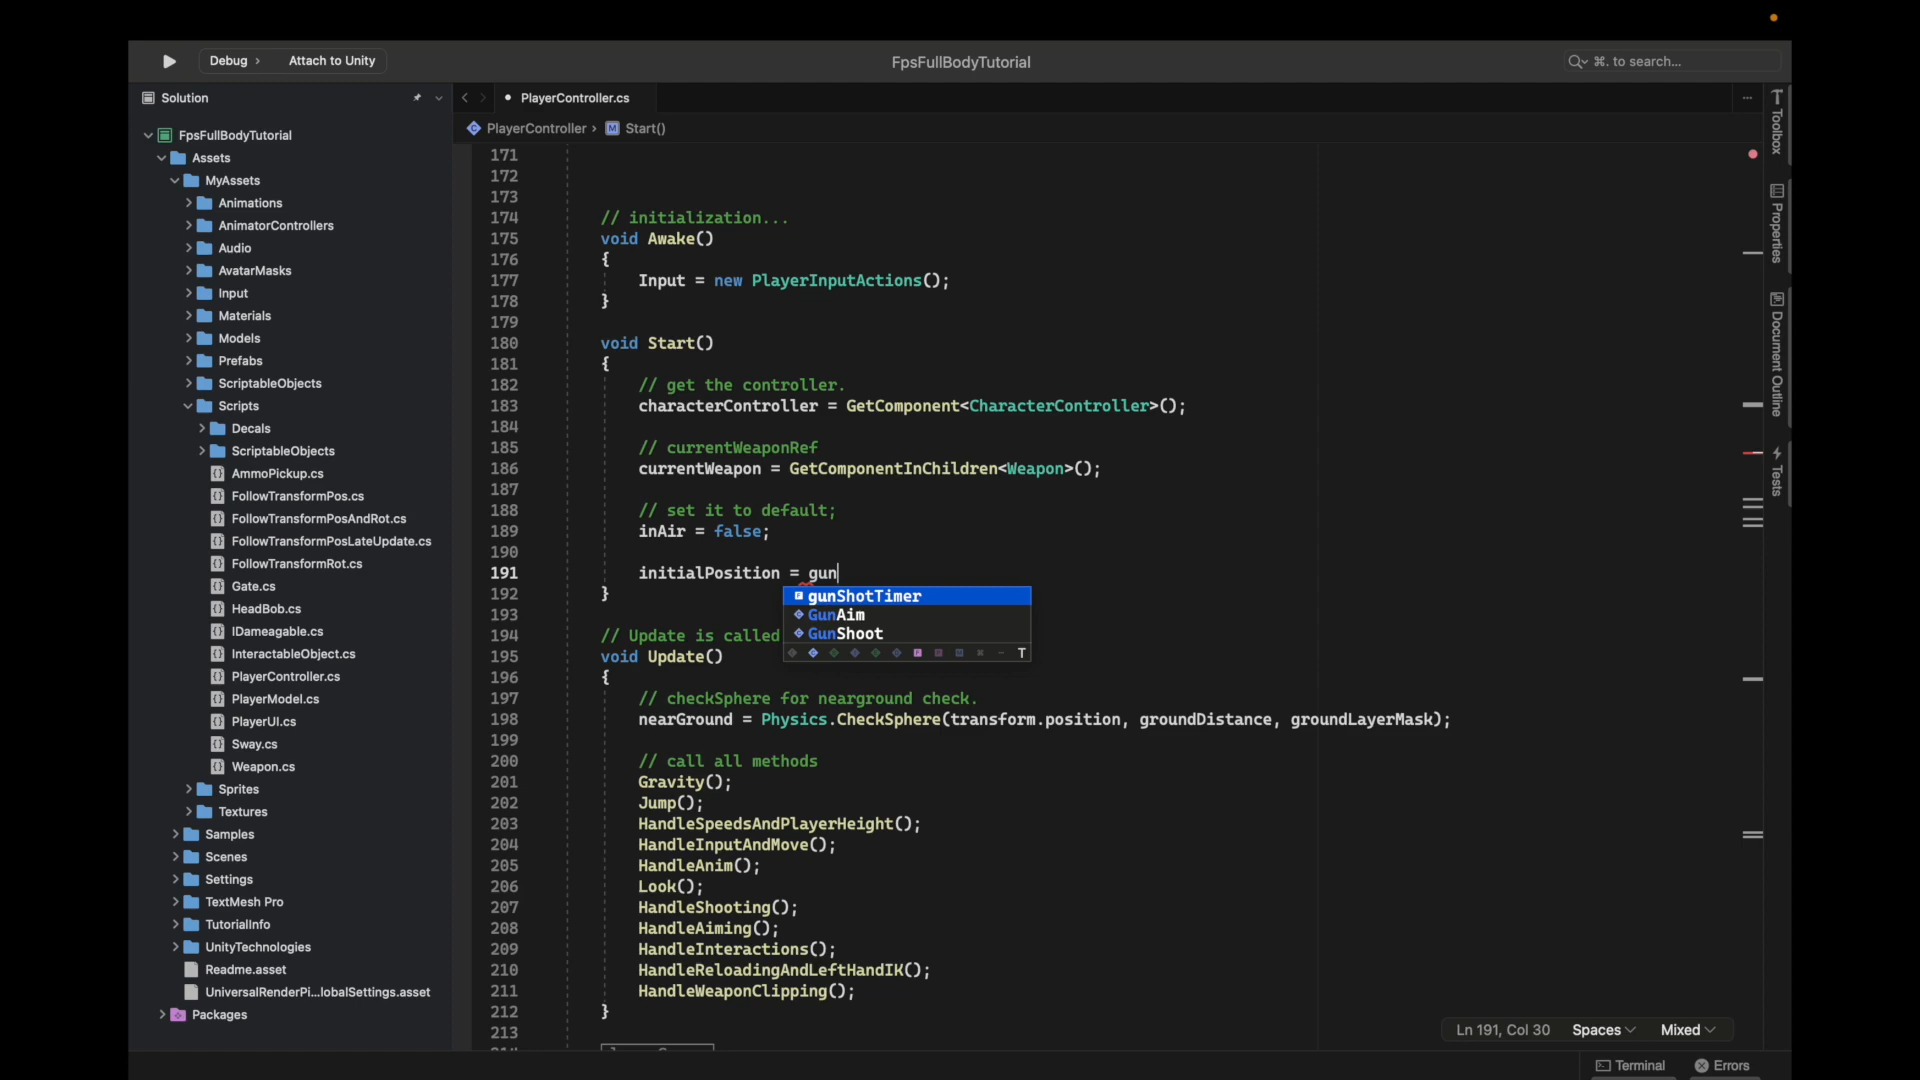 Debug
Attach to Unity
FpsFullBodyTutorial
⌘. to search...
Solution
PlayerController.cs
PlayerController
Start()
FpsFullBodyTutorial
Assets
MyAssets
Animations
AnimatorControllers
Audio
AvatarMasks
Input
Materials
Models
Prefabs
ScriptableObjects
Scripts
Decals
ScriptableObjects
AmmoPickup.cs
FollowTransformPos.cs
FollowTransformPosAndRot.cs
FollowTransformPosLateUpdate.cs
FollowTransformRot.cs
Gate.cs
HeadBob.cs
IDameagable.cs
InteractableObject.cs
PlayerController.cs
PlayerModel.cs
PlayerUI.cs
Sway.cs
Weapon.cs
Sprites
Textures
Samples
Scenes
Settings
TextMesh Pro
TutorialInfo
UnityTechnologies
Readme.asset
UniversalRenderPi...lobalSettings.asset
Packages
171
172
173
174 // initialization...
175 void Awake()
176 {
177 Input = new PlayerInputActions();
178 }
179
180 void Start()
181 {
182 // get the controller.
183 characterController = GetComponent<CharacterController>();
184
185 // currentWeaponRef
186 currentWeapon = GetComponentInChildren<Weapon>();
187
188 // set it to default;
189 inAir = false;
190
191 initialPosition = gun
192 }
193
194 // Update is called
195 void Update()
196 {
197 // checkSphere for nearground check.
198 nearGround = Physics.CheckSphere(transform.position, groundDistance, groundLayerMask);
199
200 // call all methods
201 Gravity();
202 Jump();
203 HandleSpeedsAndPlayerHeight();
204 HandleInputAndMove();
205 HandleAnim();
206 Look();
207 HandleShooting();
208 HandleAiming();
209 HandleInteractions();
210 HandleReloadingAndLeftHandIK();
211 HandleWeaponClipping();
212 }
213
gunShotTimer
GunAim
GunShoot
T
Toolbox
Properties
Document Outline
Tests
Ln 191, Col 30
Spaces
Mixed
Terminal
Errors